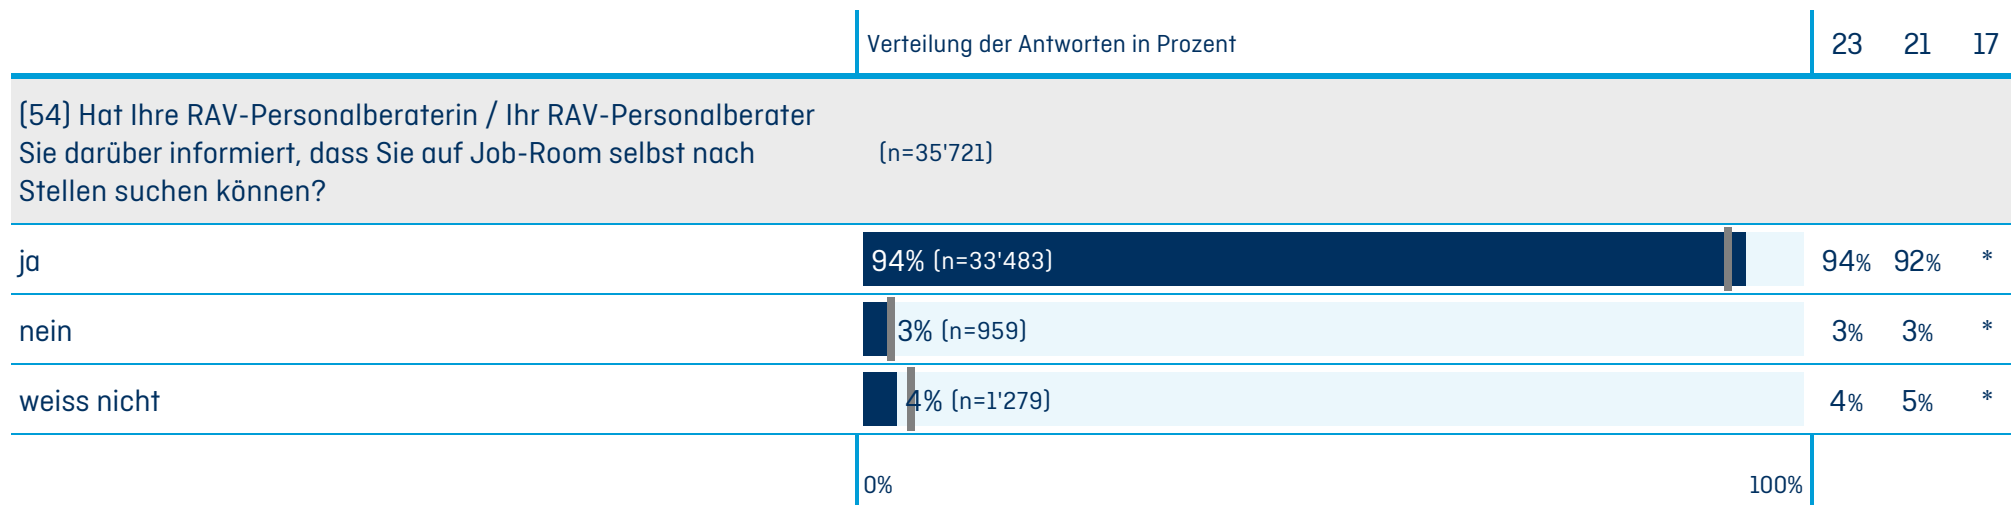 Verteilung der Antworten in Prozent 23 21 17
(54) Hat Ihre RAV-Personalberaterin / Ihr RAV-Personalberater
Sie darüber informiert, dass Sie auf Job-Room selbst nach (n=35'721)
Stellen suchen können?
ja 94% (n=33'483) 94% 92% *
nein 3% (n=959) 3% 3% *
weiss nicht 4% (n=1'279) 4% 5% *
0% 100%